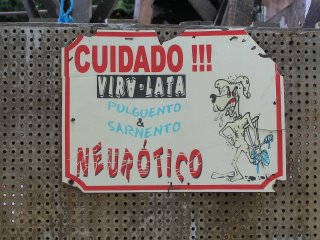 CUIDADO !!!
VIRA-LATA
PULGUENTO
&
SARNENTO
NEURÓTICO